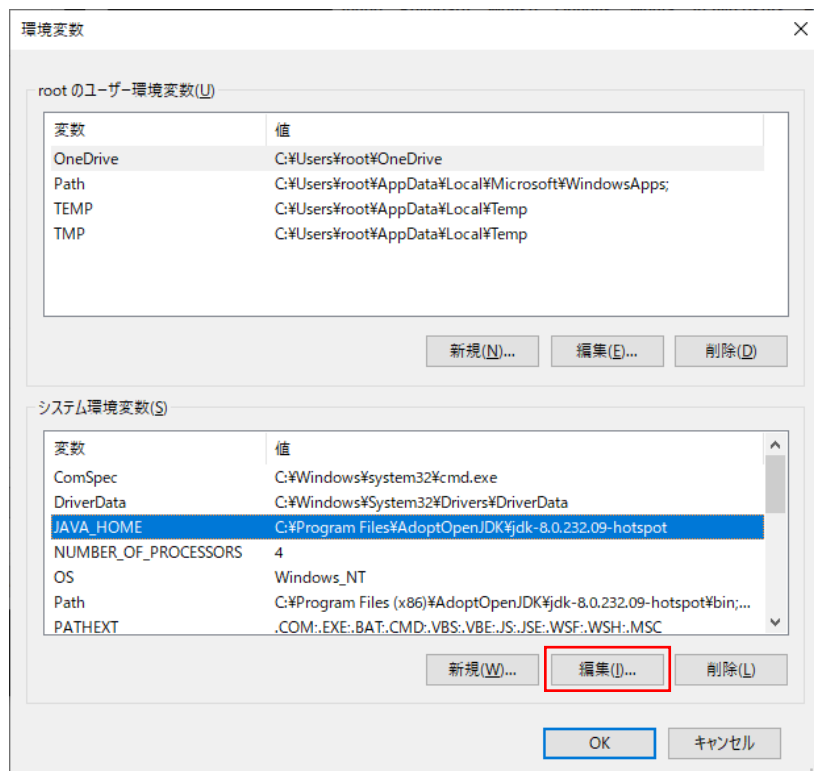 環境変数
root のユーザー環境変数(U)
変数 値
OneDrive C:¥Users¥root¥OneDrive
Path C:¥Users¥root¥AppData¥Local¥Microsoft¥WindowsApps;
TEMP C:¥Users¥root¥AppData¥Local¥Temp
TMP C:¥Users¥root¥AppData¥Local¥Temp
新規(N)... 編集(E)... 削除(D)
システム環境変数(S)
変数 値
ComSpec C:¥Windows¥system32¥cmd.exe
DriverData C:¥Windows¥System32¥Drivers¥DriverData
JAVA_HOME C:¥Program Files¥AdoptOpenJDK¥jdk-8.0.232.09-hotspot
NUMBER_OF_PROCESSORS 4
OS Windows_NT
Path C:¥Program Files (x86)¥AdoptOpenJDK¥jdk-8.0.232.09-hotspot¥bin;...
PATHEXT .COM;.EXE;.BAT;.CMD;.VBS;.VBE;.JS;.JSE;.WSF;.WSH;.MSC
新規(W)... 編集(I)... 削除(L)
OK キャンセル